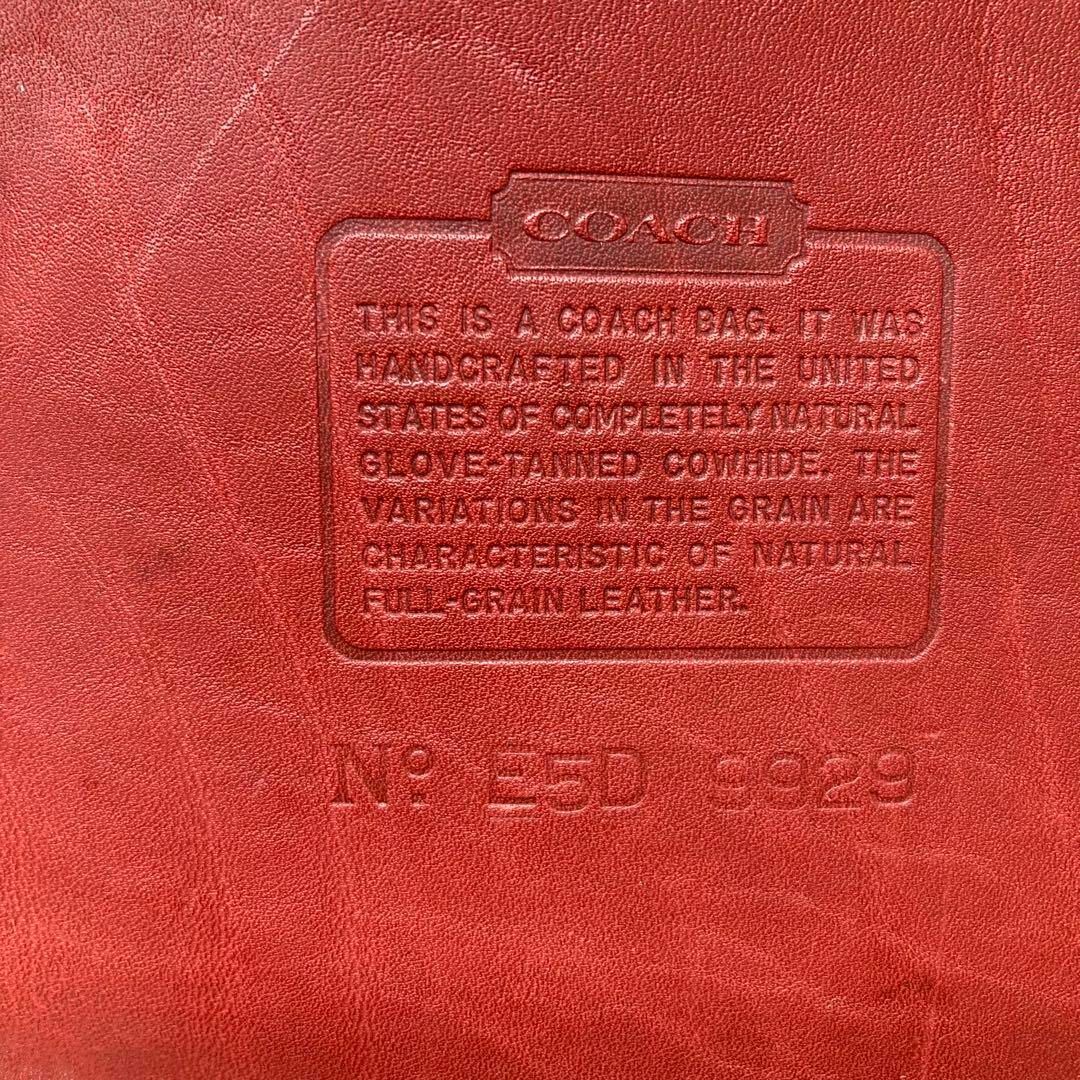 COACH
THIS IS A COACH BAG. IT WAS
HANDCRAFTED IN THE UNITED
STATES OF COMPLETELY NATURAL
GLOVE-TANNED COWHIDE. THE
VARIATIONS IN THE GRAIN ARE
CHARACTERISTIC OF NATURAL
FULL-GRAIN LEATHER.
Nº E5D 9929